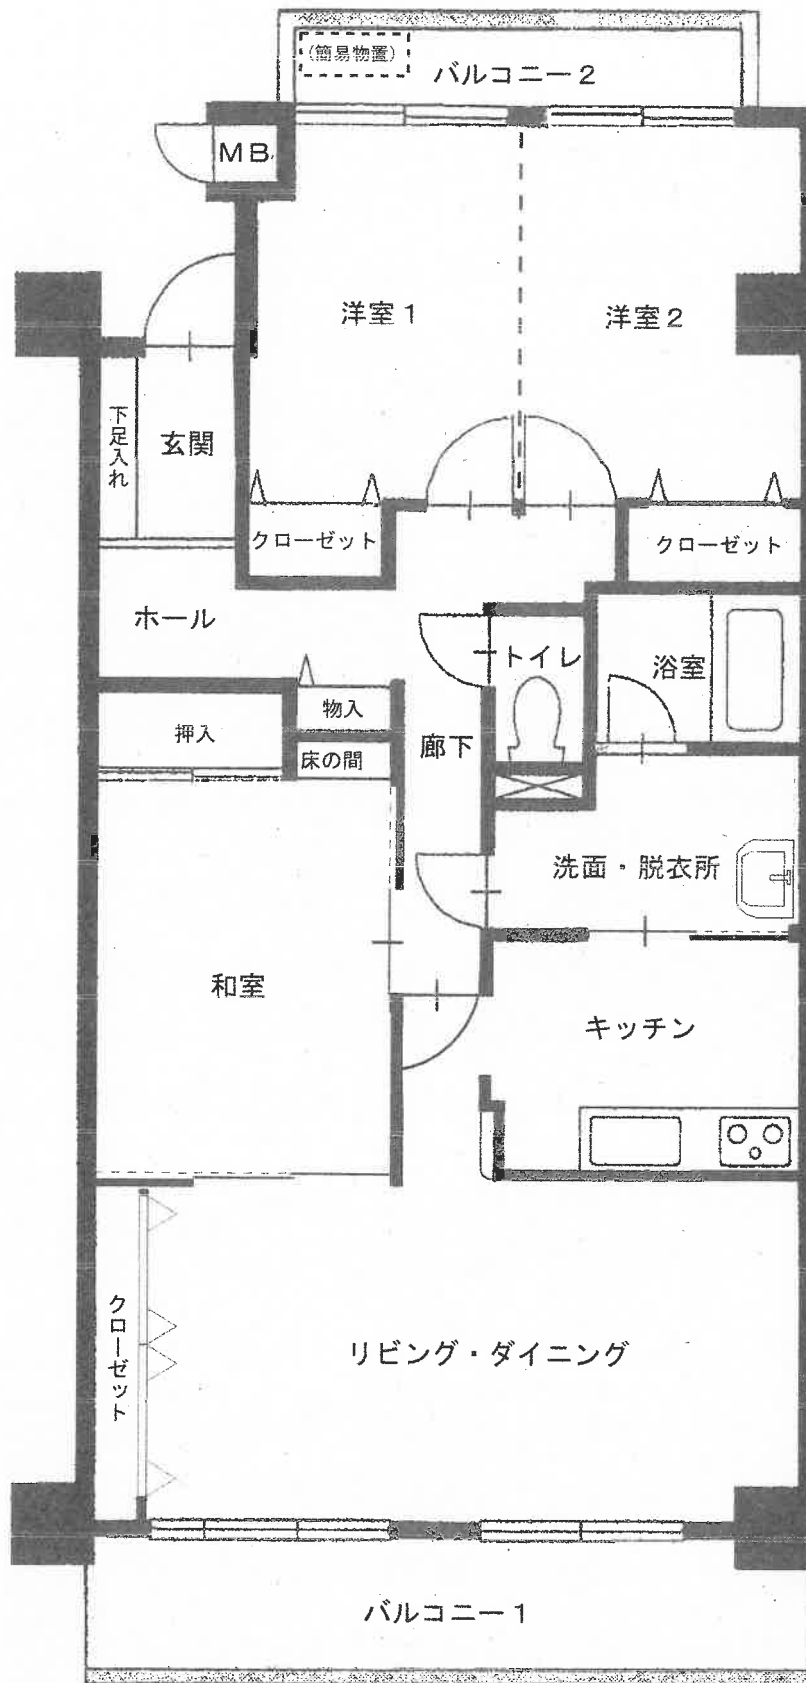 (簡易物置)
バルコニー2
MB
洋室1
洋室2
下足入れ
玄関
クローゼット
クローゼット
ホール
トイレ
浴室
物入
押入
廊下
床の間
洗面・脱衣所
和室
キッチン
クローゼット
リビング・ダイニング
バルコニー1